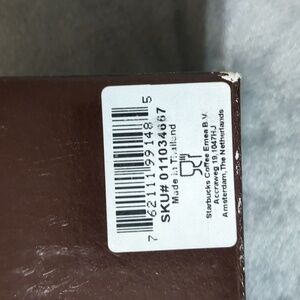 7 62111 99148 5
SKU# 011034667
Made in Thailand
Starbucks Coffee Emea B.V.
Accraweg 19,1047HJ
Amsterdam,The Netherlands